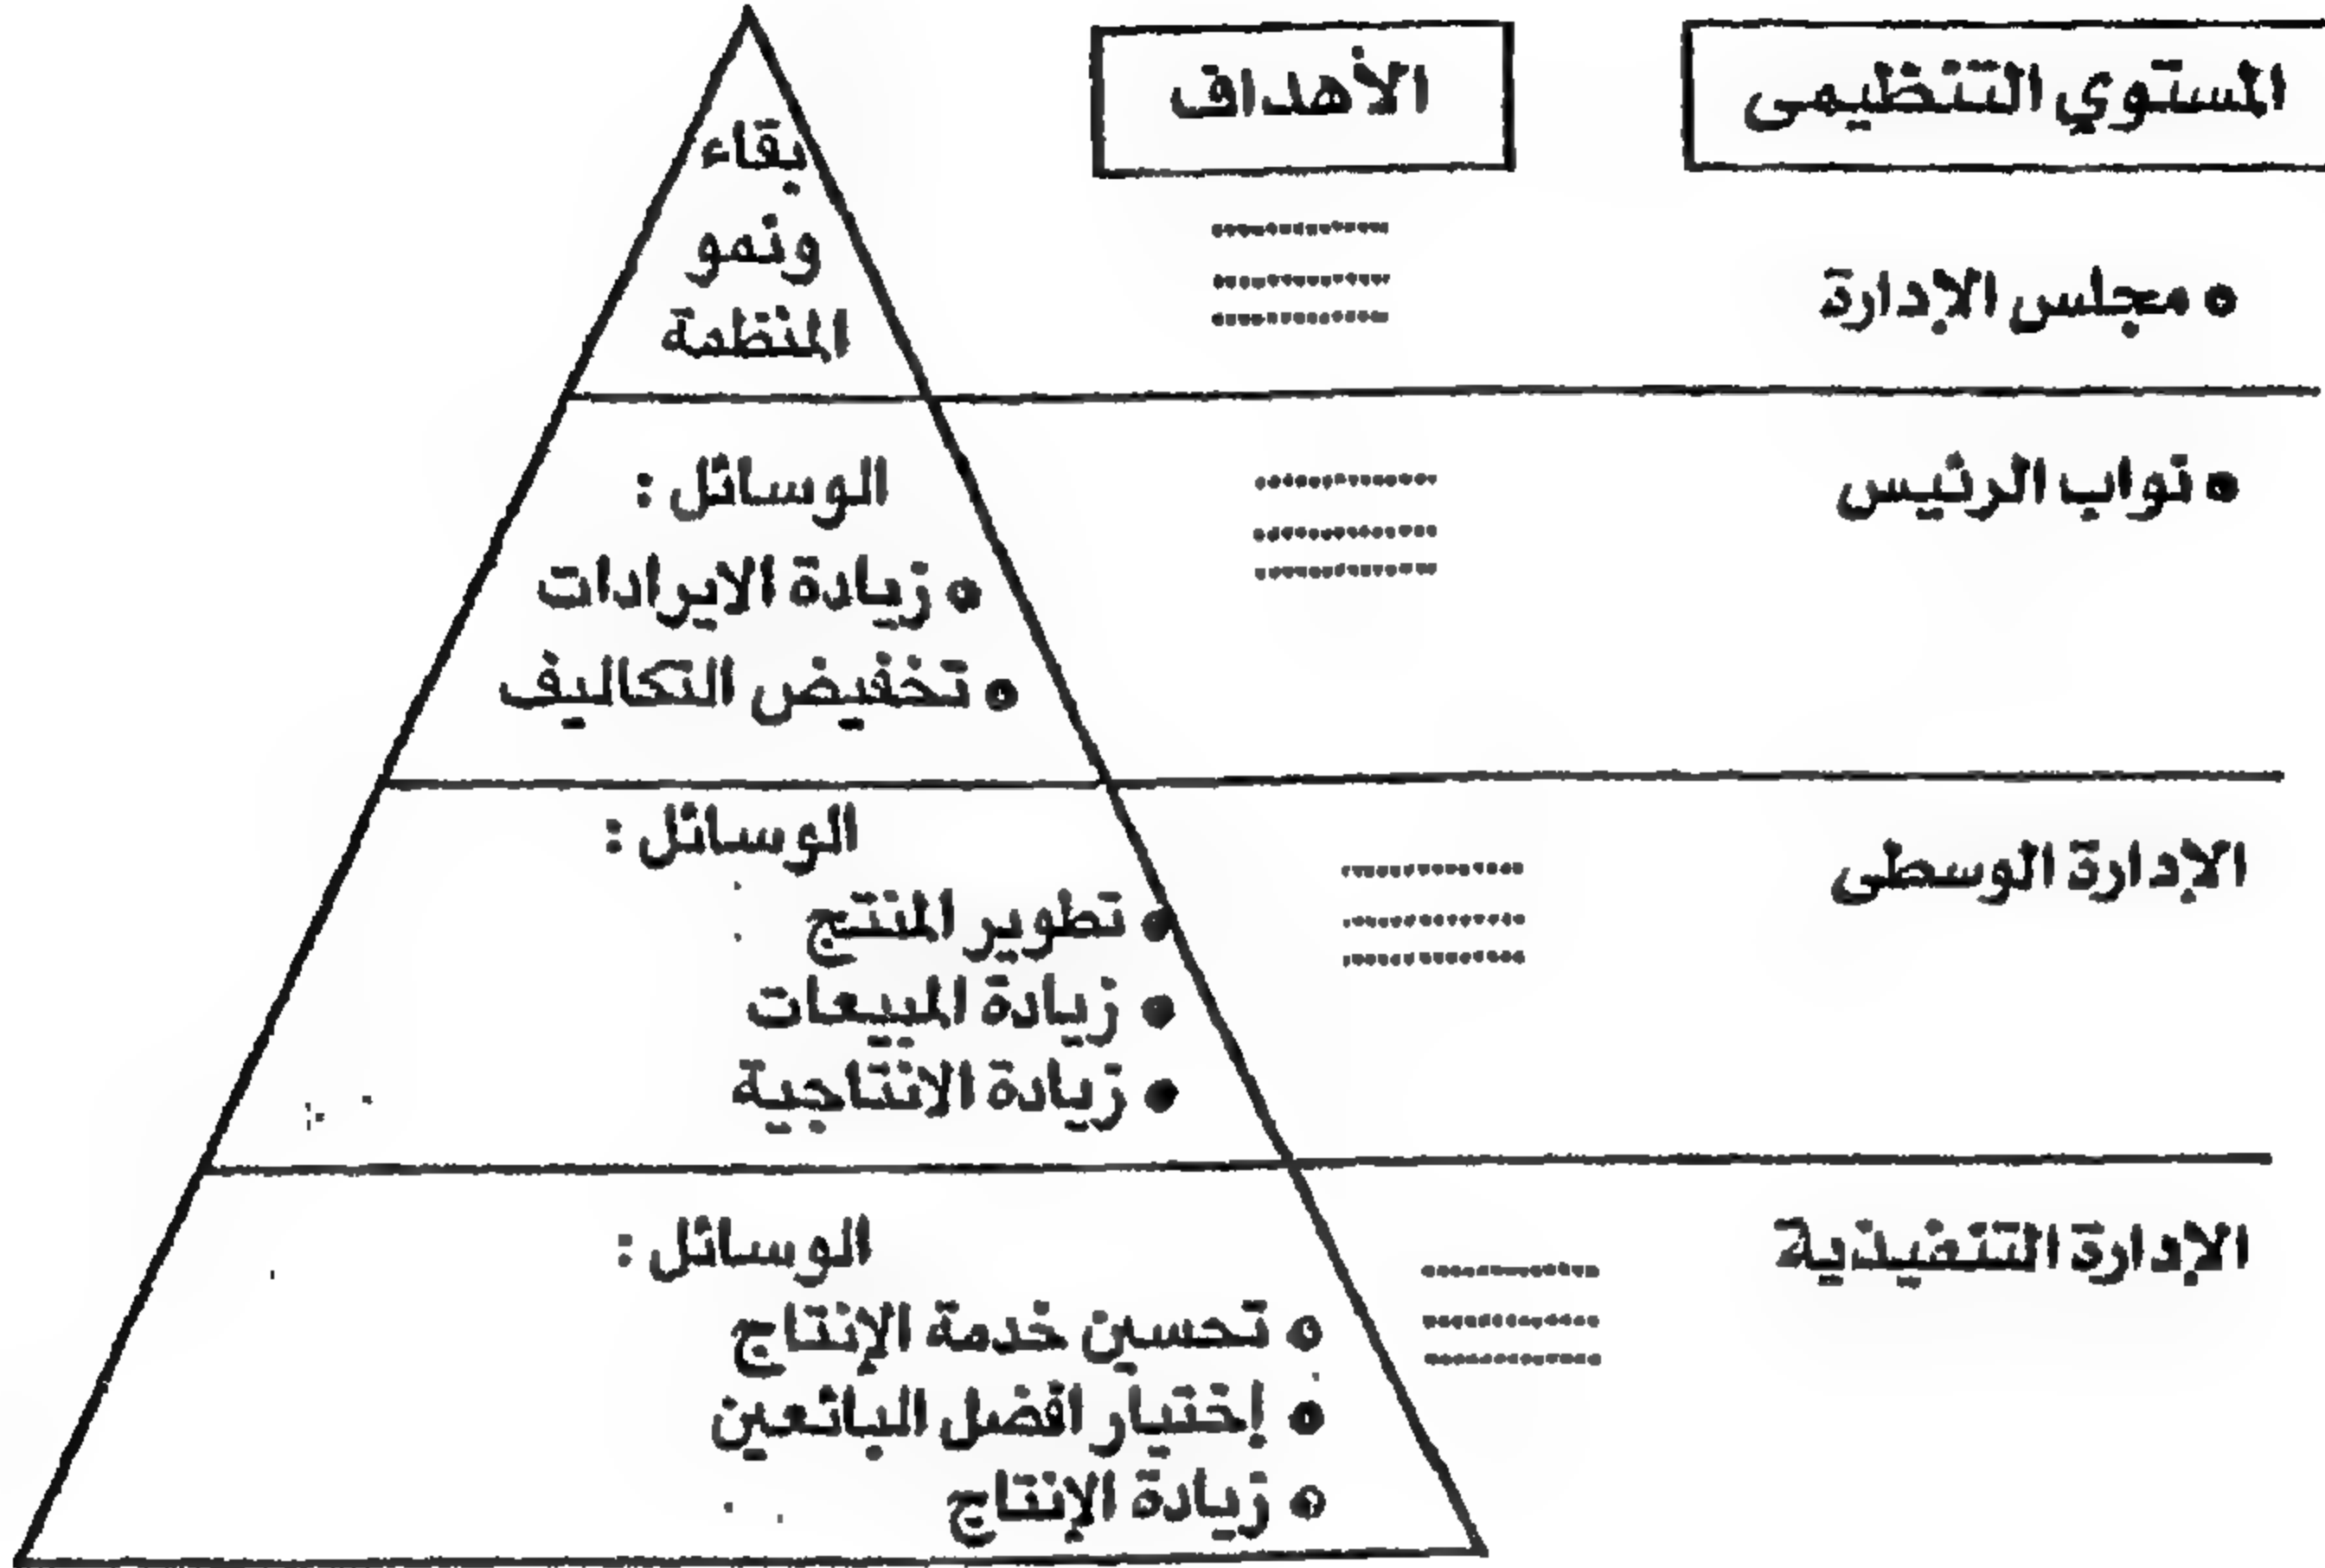 المستوي التنظيمى
الأهداف
بقاء
ونمو
المنظمة
• مجلس الإدارة
• نواب الرئيس
الوسائل :
• زيادة الايرادات
• تخفيض التكاليف
الإدارة الوسطى
الوسائل :
• تطوير المنتج
• زيادة المبيعات
• زيادة الانتاجية
الإدارة التنفيذية
الوسائل :
• تحسين خدمة الإنتاج
• إختيار افضل البائعين
• زيادة الإنتاج